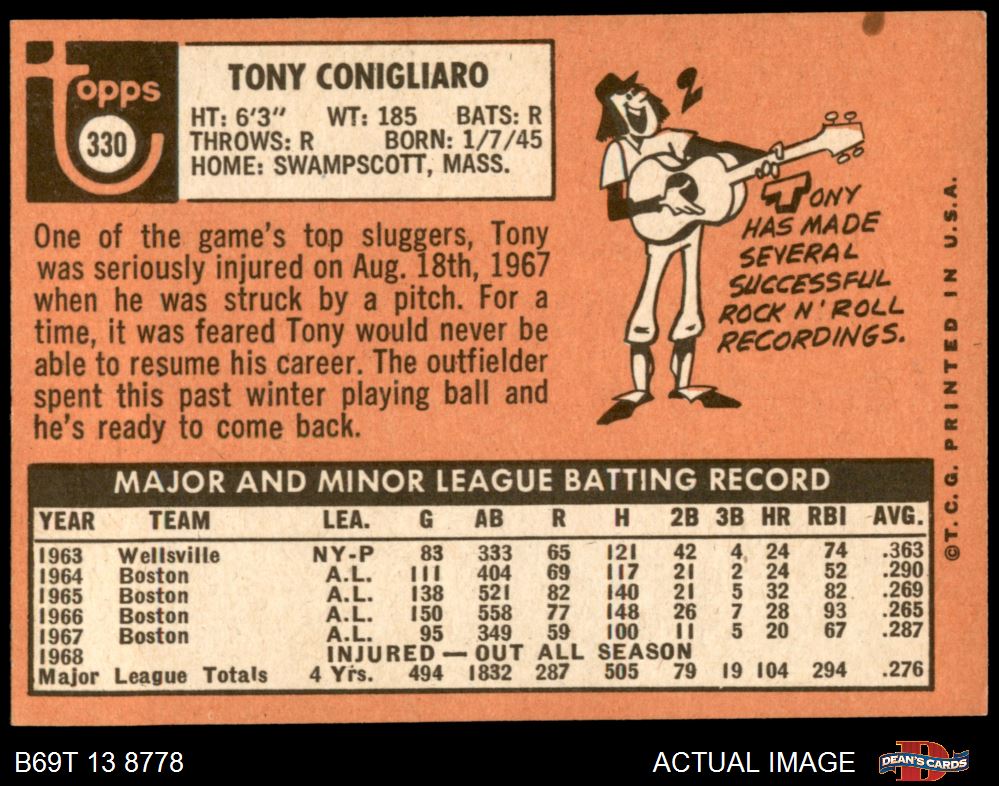 Topps
330
TONY CONIGLIARO
HT: 6'3" WT: 185 BATS: R
THROWS: R BORN: 1/7/45
HOME: SWAMPSCOTT, MASS.
One of the game's top sluggers, Tony
was seriously injured on Aug. 18th, 1967
when he was struck by a pitch. For a
time, it was feared Tony would never be
able to resume his career. The outfielder
spent this past winter playing ball and
he's ready to come back.
2
TONY
HAS MADE
SEVERAL
SUCCESSFUL
ROCK N' ROLL
RECORDINGS.
©T. C. G. PRINTED IN U.S.A.
MAJOR AND MINOR LEAGUE BATTING RECORD
YEAR TEAM LEA. G AB R H 2B 3B HR RBI AVG.
1963 Wellsville NY-P 83 333 65 121 42 4 24 74 .363
1964 Boston A.L. 111 404 69 117 21 2 24 52 .290
1965 Boston A.L. 138 521 82 140 21 5 32 82 .269
1966 Boston A.L. 150 558 77 148 26 7 28 93 .265
1967 Boston A.L. 95 349 59 100 11 5 20 67 .287
1968 INJURED — OUT ALL SEASON
Major League Totals 4 Yrs. 494 1832 287 505 79 19 104 294 .276
B69T 13 8778
ACTUAL IMAGE
D
DEAN'S CARDS